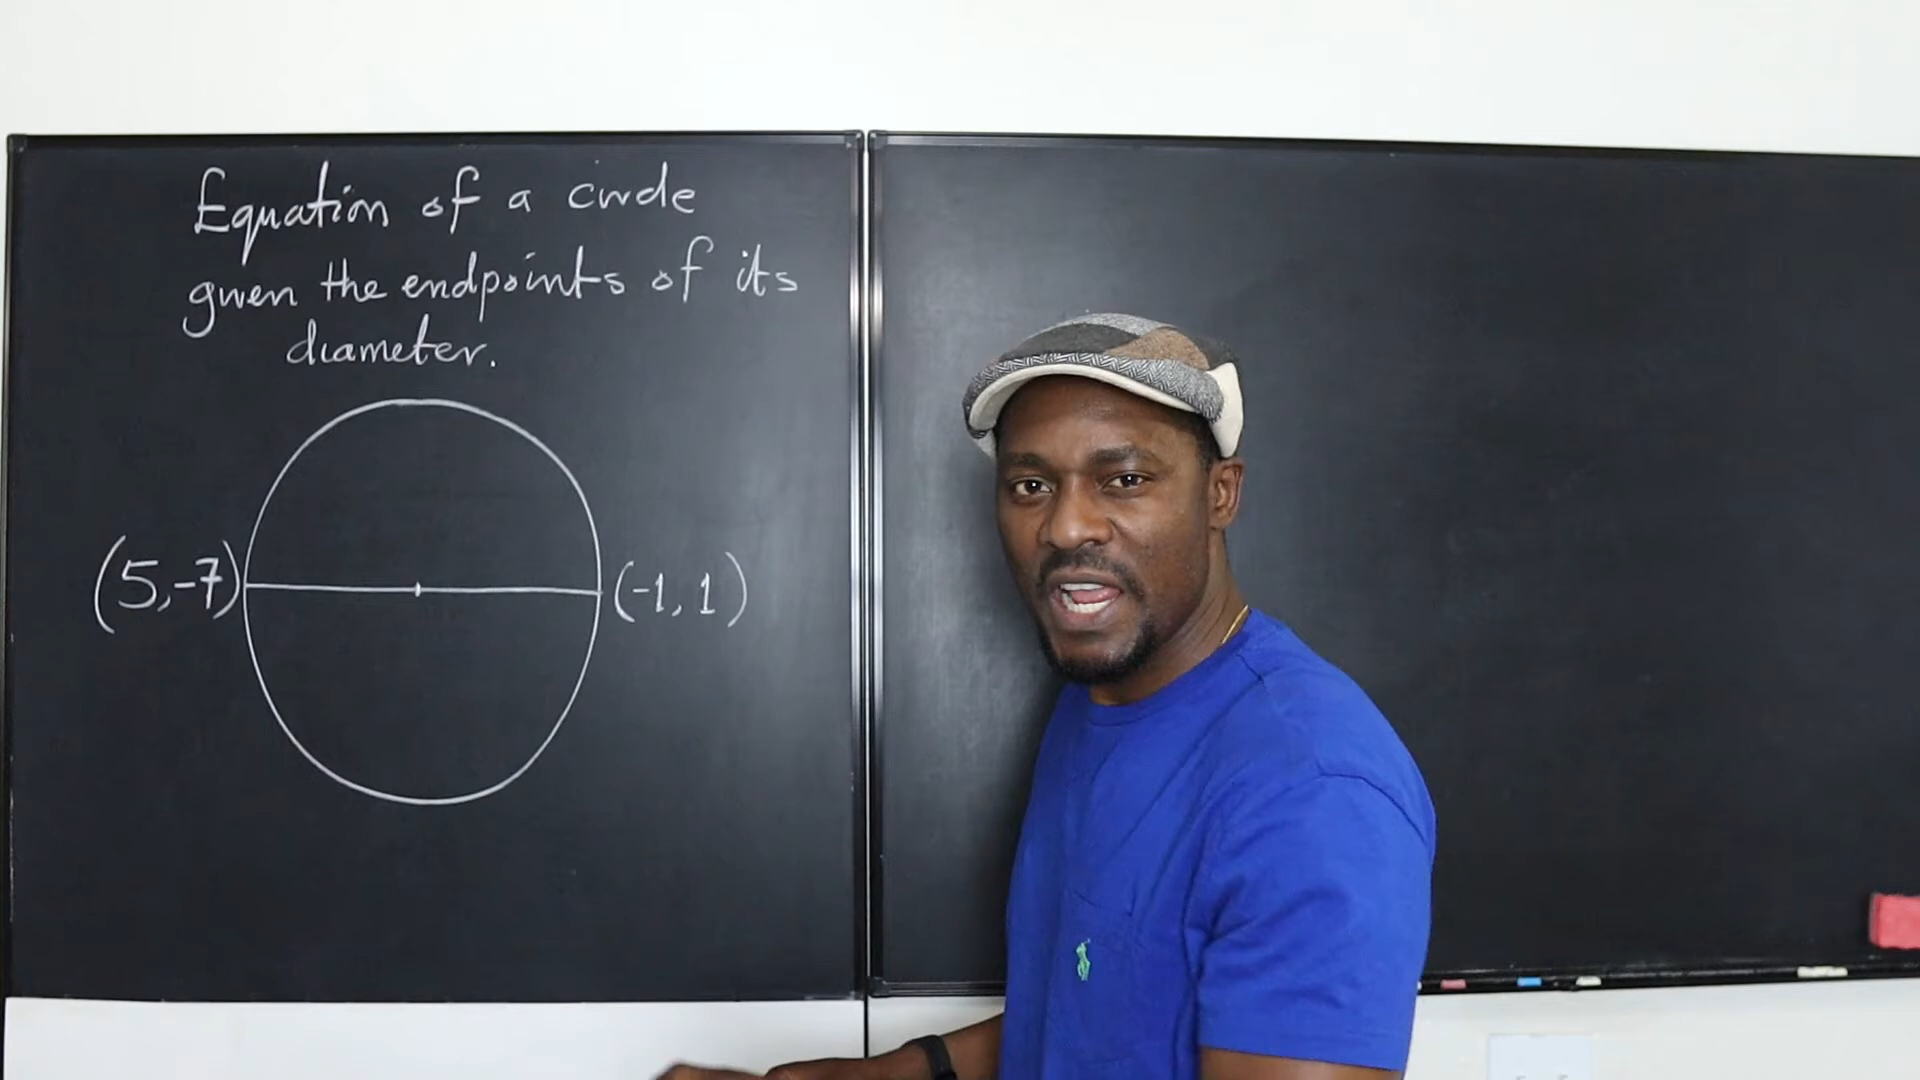 Equation of a circle
given the endpoints of its
diameter.
(5,-7) (-1, 1)